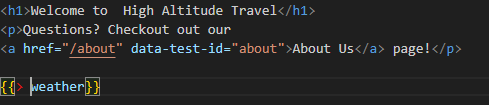 <h1>Welcome to  High Altitude Travel</h1>
<p>Questions? Checkout out our
<a href="/about" data-test-id="about">About Us</a> page!</p>
{{> weather}}